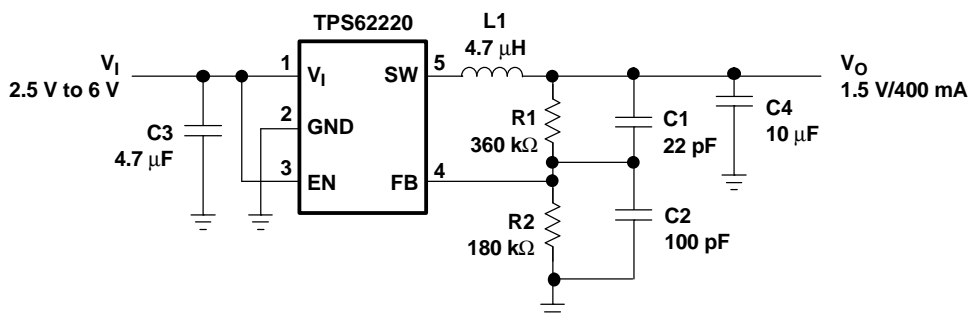 TPS62220
L1
4.7 μH
V_I
2.5 V to 6 V
1
V_I
SW
5
V_O
1.5 V/400 mA
C3
4.7 μF
2
GND
R1
360 kΩ
C1
22 pF
C4
10 μF
3
EN
FB
4
R2
180 kΩ
C2
100 pF